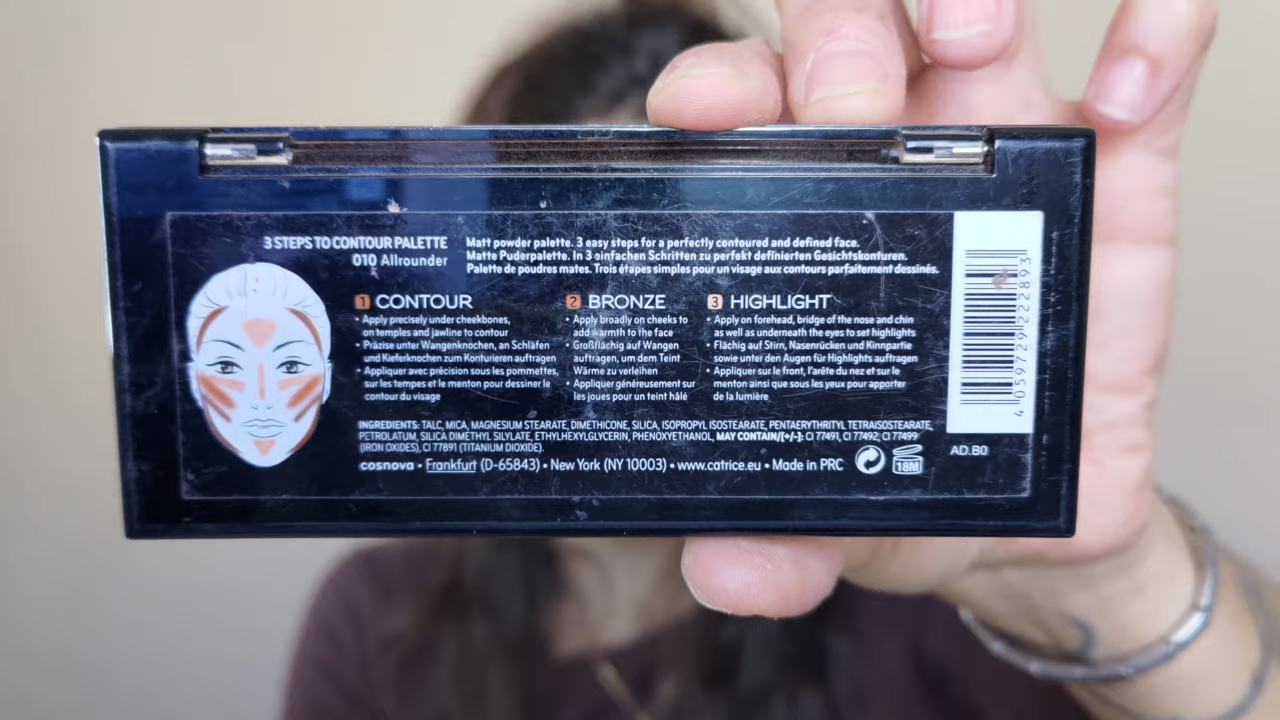 3 STEPS TO CONTOUR PALETTE
010 Allrounder
Matt powder palette. 3 easy steps for a perfectly contoured and defined face.
Matte Puderpalette. In 3 einfachen Schritten zu perfekt definierten Gesichtskonturen.
Palette de poudres mates. Trois étapes simples pour un visage aux contours parfaitement dessinés.
1 CONTOUR
• Apply precisely under cheekbones,
on temples and jawline to contour
• Präzise unter Wangenknochen, an Schläfen
und Kieferknochen zum Konturieren auftragen
• Appliquer avec précision sous les pommettes,
sur les tempes et le menton pour dessiner le
contour du visage
2 BRONZE
• Apply broadly on cheeks to
add warmth to the face
• Großflächig auf Wangen
auftragen, um dem Teint
Wärme zu verleihen
• Appliquer généreusement sur
les joues pour un teint hâlé
3 HIGHLIGHT
• Apply on forehead, bridge of the nose and chin
as well as underneath the eyes to set highlights
• Flächig auf Stirn, Nasenrücken und Kinnpartie
sowie unter den Augen für Highlights auftragen
• Appliquer sur le front, l'arête du nez et sur le
menton ainsi que sous les yeux pour apporter
de la lumière
INGREDIENTS: TALC, MICA, MAGNESIUM STEARATE, DIMETHICONE, SILICA, ISOPROPYL ISOSTEARATE, PENTAERYTHRITYL TETRAISOSTEARATE,
PETROLATUM, SILICA DIMETHYL SILYLATE, ETHYLHEXYLGLYCERIN, PHENOXYETHANOL, MAY CONTAIN/[+/-]: CI 77491, CI 77492, CI 77499
(IRON OXIDES), CI 77891 (TITANIUM DIOXIDE).
cosnova • Frankfurt (D-65843) • New York (NY 10003) • www.catrice.eu • Made in PRC
18M
4 059729 222893
AD.B0